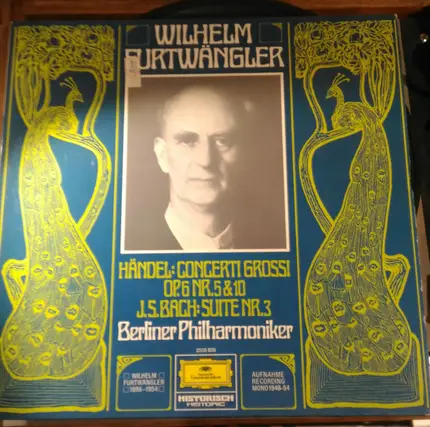 WILHELM
FURTWÄNGLER
HÄNDEL: CONCERTI GROSSI
OP.6 NR.5 & 10
J.S. BACH: SUITE NR.3
Berliner Philharmoniker
WILHELM
FURTWÄNGLER
1886-1954
HISTORISCH
HISTORIC
AUFNAHME
RECORDING
MONO 1948-54